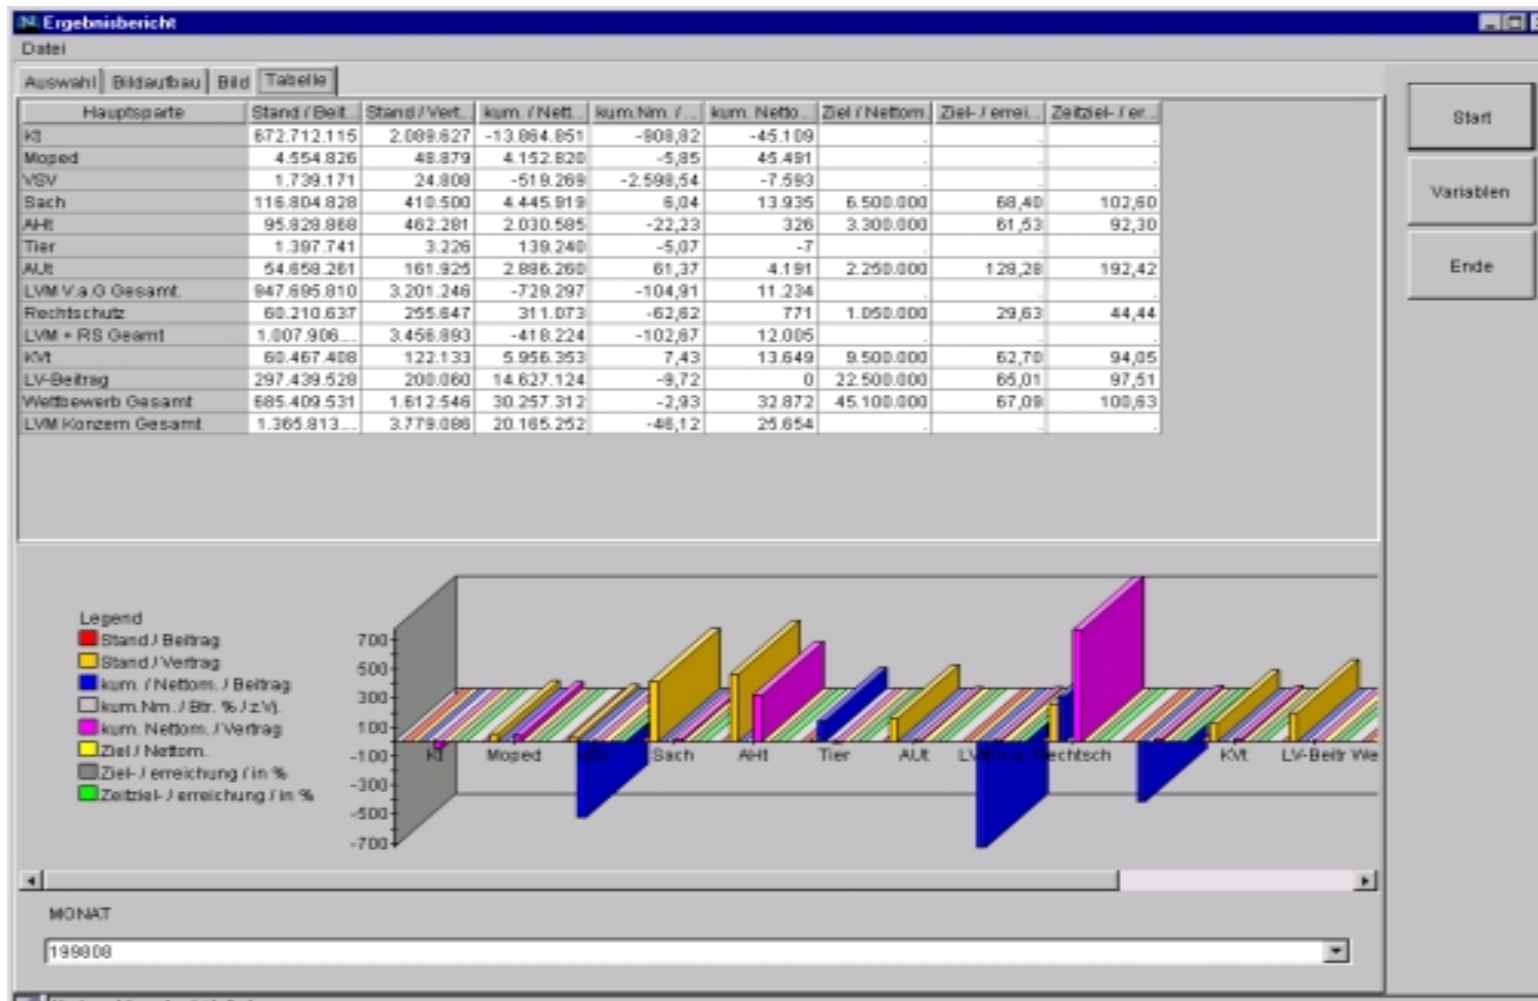 Ergebnisbericht
Datei
Auswahl Bildaufbau Bild Tabelle
Hauptsparte Stand / Beit... Stand / Vert... kum. / Nett... kum.Nm. /... kum. Netto... Ziel / Nettom. Ziel- / errei... Zeitziel- / er...
Kt 672.712.115 2.089.627 -13.864.851 -908,82 -45.109 . . .
Moped 4.554.826 48.879 4.152.820 -5,85 45.491 . . .
VSV 1.739.171 24.808 -519.269 -2.598,54 -7.593 . . .
Sach 116.804.828 410.500 4.445.919 6,04 13.935 6.500.000 68,40 102,60
AHt 95.828.868 462.281 2.030.585 -22,23 326 3.300.000 61,53 92,30
Tier 1.397.741 3.226 139.240 -5,07 -7 . . .
AUt 54.658.261 161.925 2.886.260 61,37 4.191 2.250.000 128,28 192,42
LVM V.a.G Gesamt. 947.695.810 3.201.246 -729.297 -104,91 11.234 . . .
Rechtschutz 60.210.637 255.647 311.073 -62,62 771 1.050.000 29,63 44,44
LVM + RS Geamt 1.007.906.... 3.456.893 -418.224 -102,67 12.005 . . .
KVt 60.467.408 122.133 5.956.353 7,43 13.649 9.500.000 62,70 94,05
LV-Beitrag 297.439.528 200.060 14.627.124 -9,72 0 22.500.000 65,01 97,51
Wettbewerb Gesamt 685.409.531 1.612.546 30.257.312 -2,93 32.872 45.100.000 67,09 100,63
LVM Konzern Gesamt 1.365.813.... 3.779.086 20.165.252 -46,12 25.654 . . .
Start
Variablen
Ende
Legend
Stand / Beitrag
Stand / Vertrag
kum. / Nettom. / Beitrag
kum. Nm. / Btr. % / z.Vj.
kum. Nettom. / Vertrag
Ziel / Nettom.
Ziel- / erreichung / in %
Zeitziel- / erreichung / in %
700
500
300
100
-100
-300
-500
-700
Kt Moped Sach AHt Tier AUt Rechtsch KVt LV-Beitr We
MONAT
199808